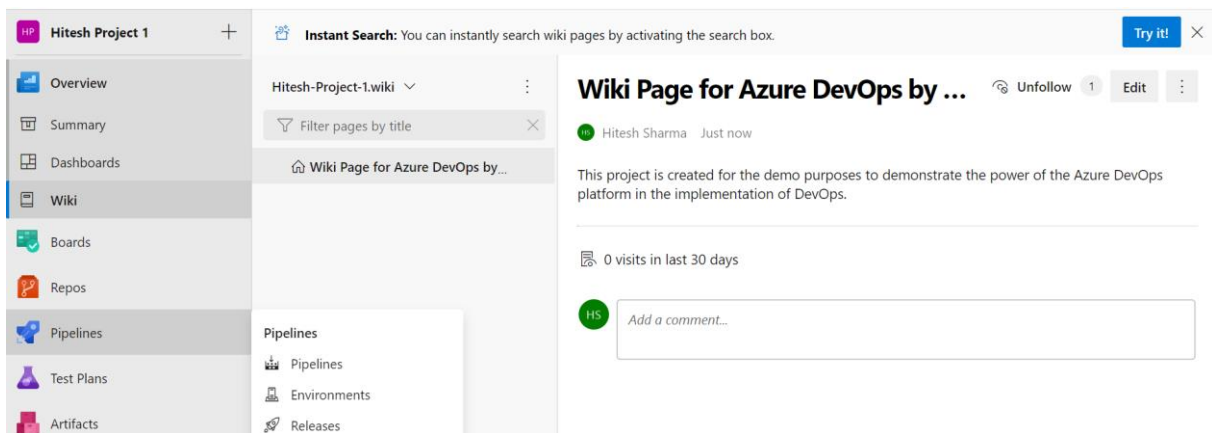 HP Hitesh Project 1 +
Overview
Summary
Dashboards
Wiki
Boards
Repos
Pipelines
Test Plans
Artifacts
Instant Search: You can instantly search wiki pages by activating the search box. Try it!
Hitesh-Project-1.wiki
Filter pages by title
Wiki Page for Azure DevOps by...
Pipelines
Pipelines
Environments
Releases
Wiki Page for Azure DevOps by ... Unfollow 1 Edit
HS Hitesh Sharma Just now
This project is created for the demo purposes to demonstrate the power of the Azure DevOps
platform in the implementation of DevOps.
0 visits in last 30 days
HS Add a comment...